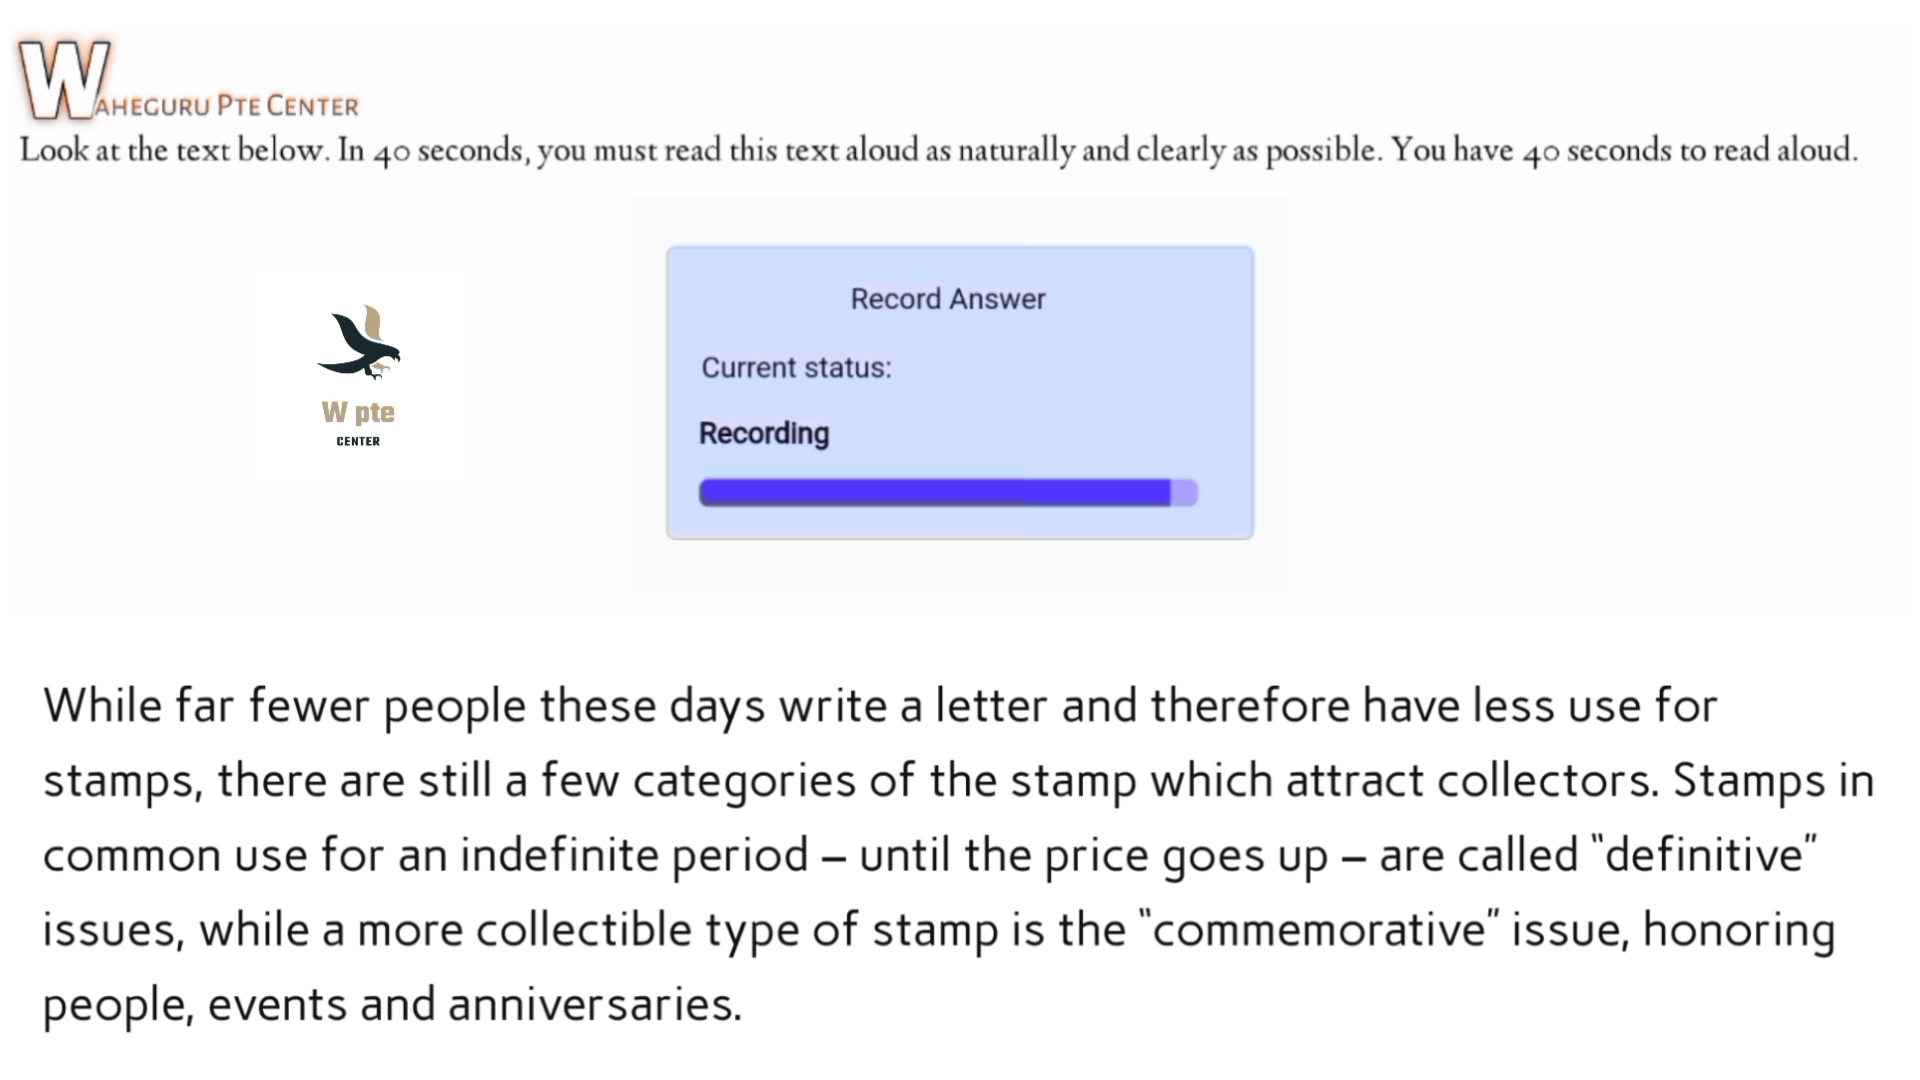 WAHEGURU PTE CENTER
Look at the text below. In 40 seconds, you must read this text aloud as naturally and clearly as possible. You have 40 seconds to read aloud.
Record Answer
Current status:
Recording
W pte
CENTER
While far fewer people these days write a letter and therefore have less use for
stamps, there are still a few categories of the stamp which attract collectors. Stamps in
common use for an indefinite period – until the price goes up – are called "definitive"
issues, while a more collectible type of stamp is the "commemorative" issue, honoring
people, events and anniversaries.